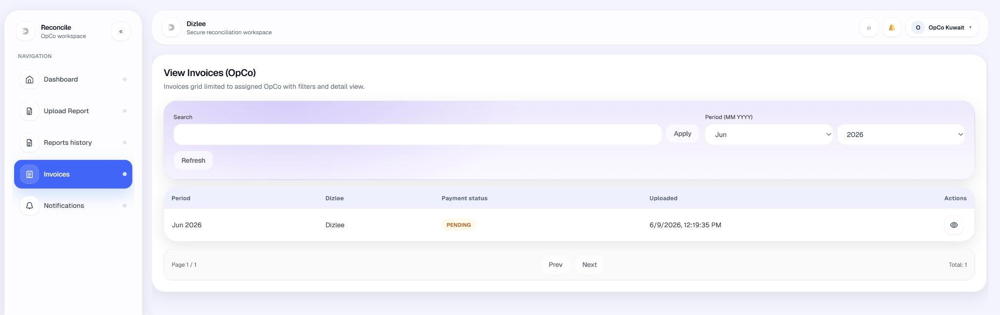 Reconcile
OpCo workspace
«
NAVIGATION
Dashboard
Upload Report
Reports history
Invoices
Notifications
Dizlee
Secure reconciliation workspace
O OpCo Kuwait
View Invoices (OpCo)
Invoices grid limited to assigned OpCo with filters and detail view.
Search Period (MM YYYY)
Apply Jun 2026
Refresh
Period Dizlee Payment status Uploaded Actions
Jun 2026 Dizlee PENDING 6/9/2026, 12:19:35 PM
Page 1 / 1 Prev Next Total: 1